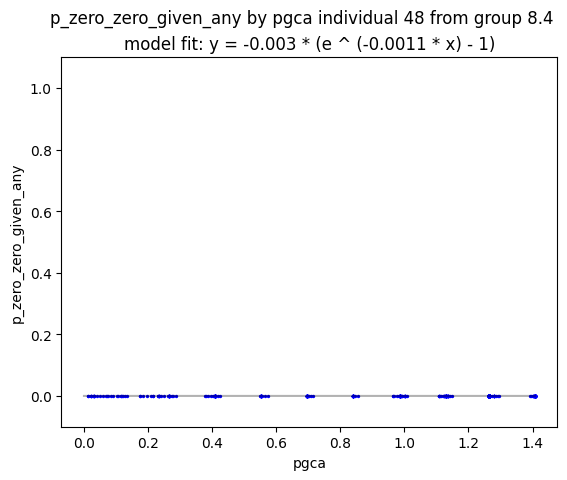 p_zero_zero_given_any by pgca individual 48 from group 8.4
model fit: y = -0.003 * (e ^ (-0.0011 * x) - 1)
1.0
0.8
0.6
0.4
0.2
0.0
p_zero_zero_given_any
0.0 0.2 0.4 0.6 0.8 1.0 1.2 1.4
pgca